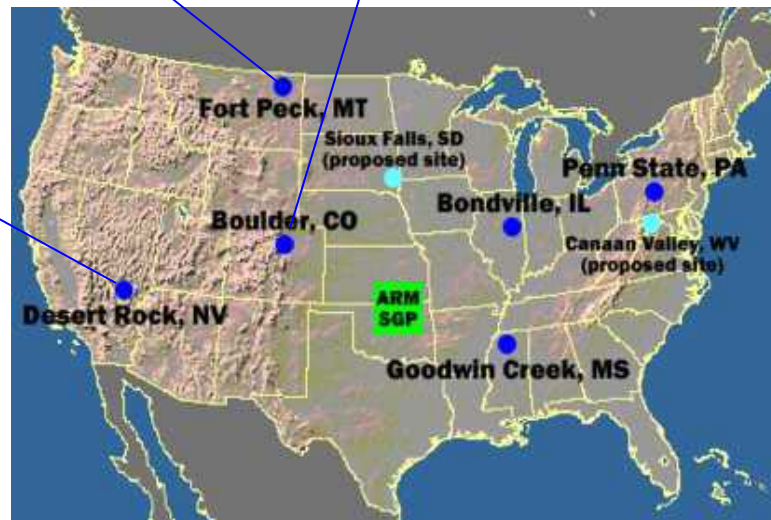 Fort Peck, MT
Sioux Falls, SD
(proposed site)
Penn State, PA
Bondville, IL
Boulder, CO
Canaan Valley, WV
(proposed site)
ARM
SGP
Desert Rock, NV
Goodwin Creek, MS